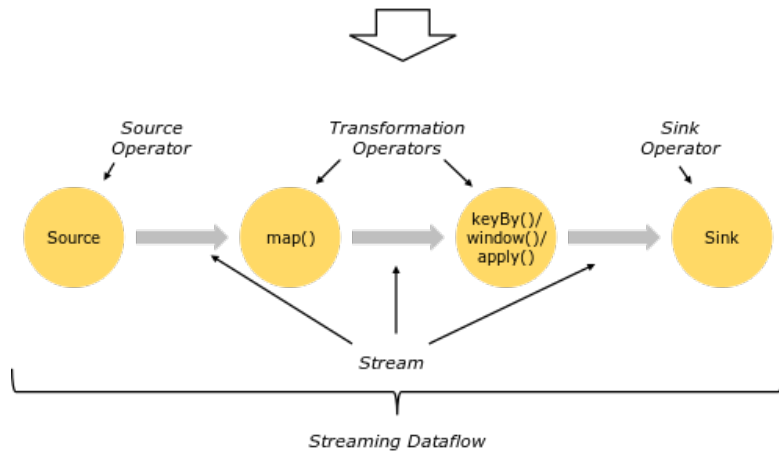 Source
Operator
Transformation
Operators
Sink
Operator
Source
map()
keyBy()/
window()/
apply()
Sink
Stream
Streaming Dataflow